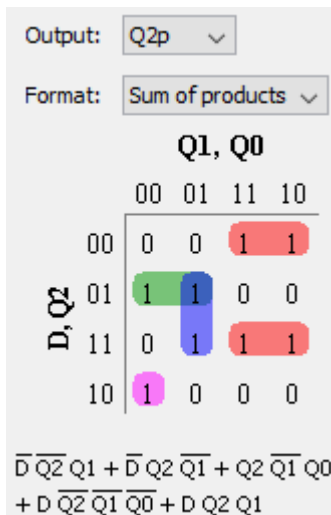 Output: Q2p
Format: Sum of products
Q1, Q0
00 01 11 10
00 0 0 1 1
01 1 1 0 0
D, Q2
11 0 1 1 1
10 1 0 0 0
D̅ Q̅2̅ Q1 + D̅ Q2 Q̅1̅ + Q2 Q̅1̅ Q0
+ D Q̅2̅ Q̅1̅ Q̅0̅ + D Q2 Q1